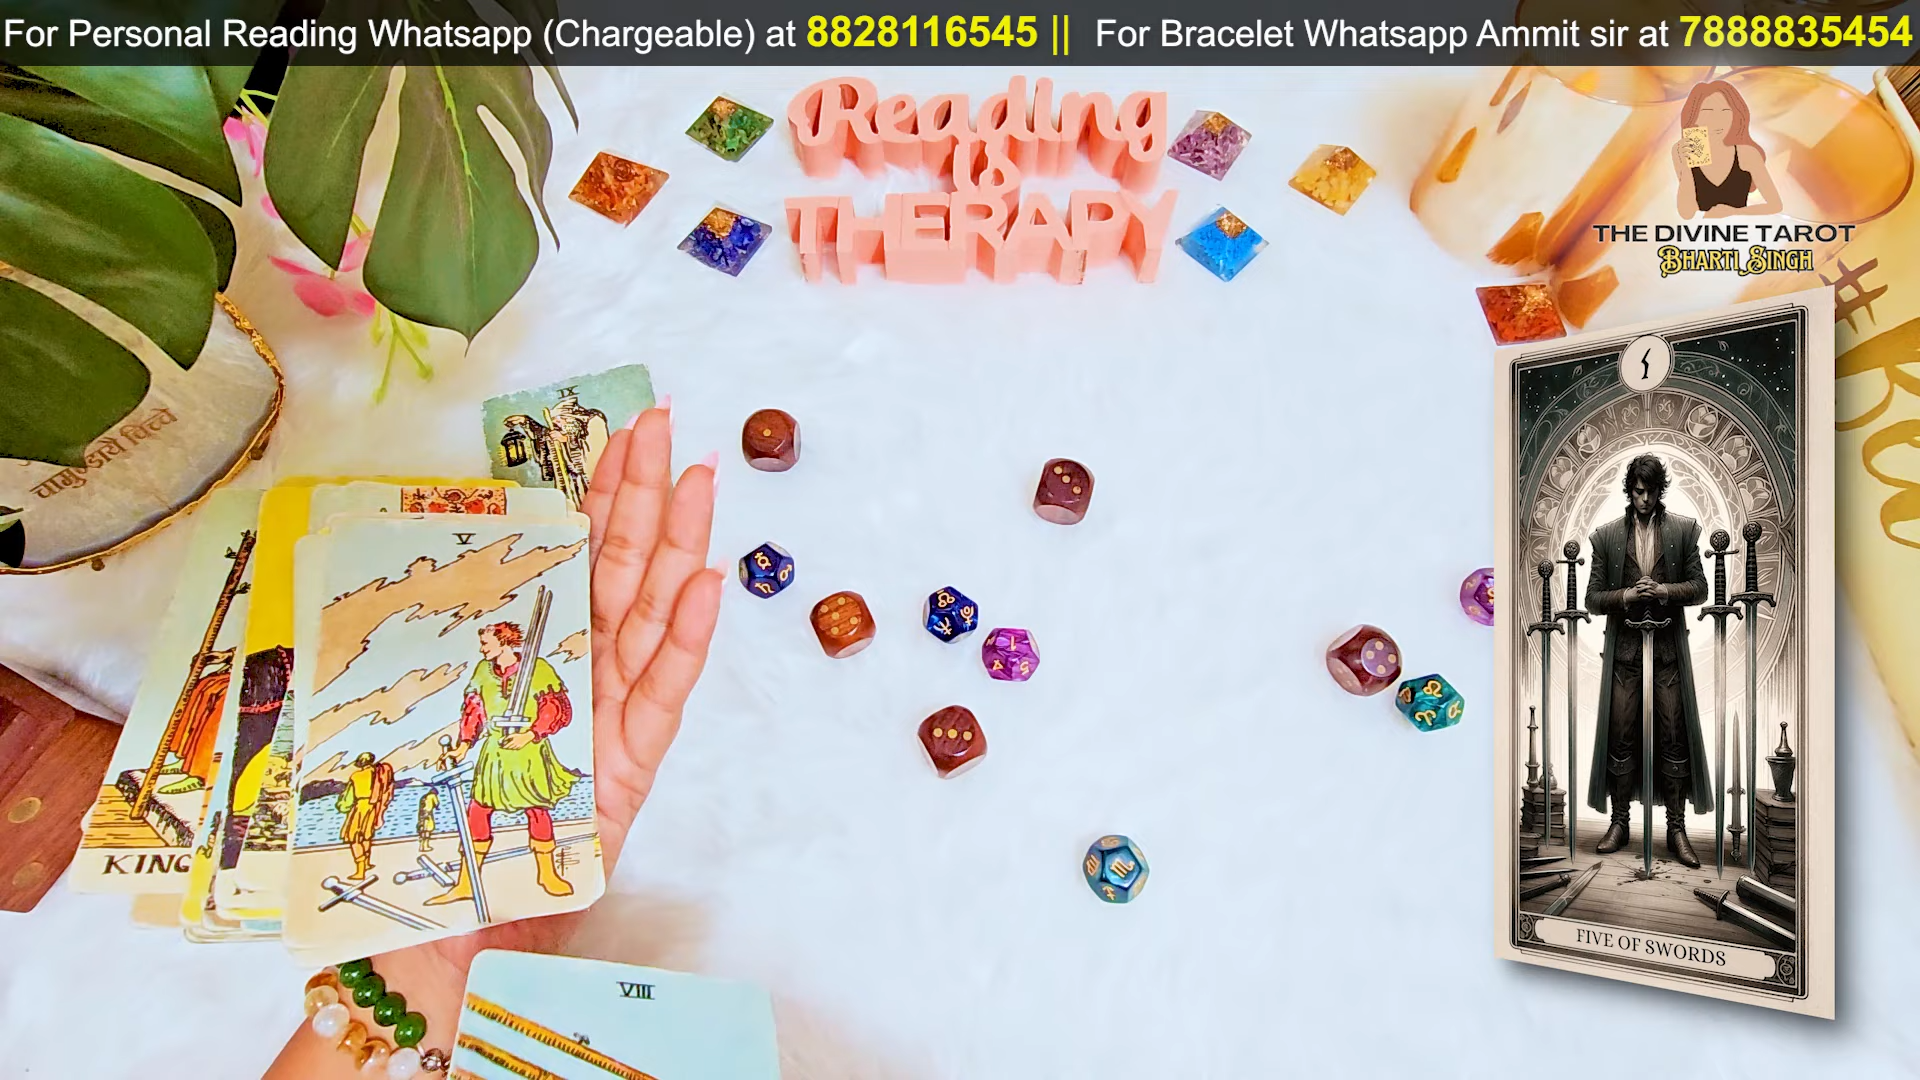 For Personal Reading Whatsapp (Chargeable) at 8828116545 || For Bracelet Whatsapp Ammit sir at 7888835454
Reading
is
THERAPY
THE DIVINE TAROT
BHARTI SINGH
IX
चामुण्डायै विच्चे
V
KING
FIVE OF SWORDS
VIII